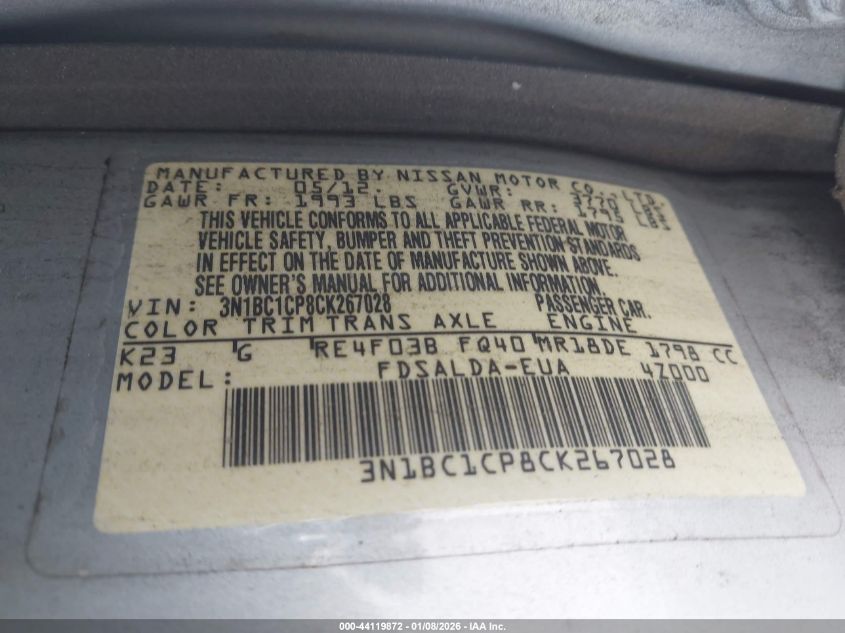 MANUFACTURED BY NISSAN MOTOR CO., LTD.
DATE: 05/12. GVWR: 3770 LBS
GAWR FR: 1993 LBS GAWR RR: 1795 LBS
THIS VEHICLE CONFORMS TO ALL APPLICABLE FEDERAL MOTOR
VEHICLE SAFETY, BUMPER AND THEFT PREVENTION STANDARDS
IN EFFECT ON THE DATE OF MANUFACTURE SHOWN ABOVE.
SEE OWNER'S MANUAL FOR ADDITIONAL INFORMATION.
VIN: 3N1BC1CP8CK267028 PASSENGER CAR.
COLOR TRIM TRANS AXLE ENGINE
K23 G RE4F03B FQ40 MR18DE 1798 CC
MODEL: FDSALDA-EUA 4Z000
3N1BC1CP8CK267028
000-44119872 - 01/08/2026 - IAA Inc.